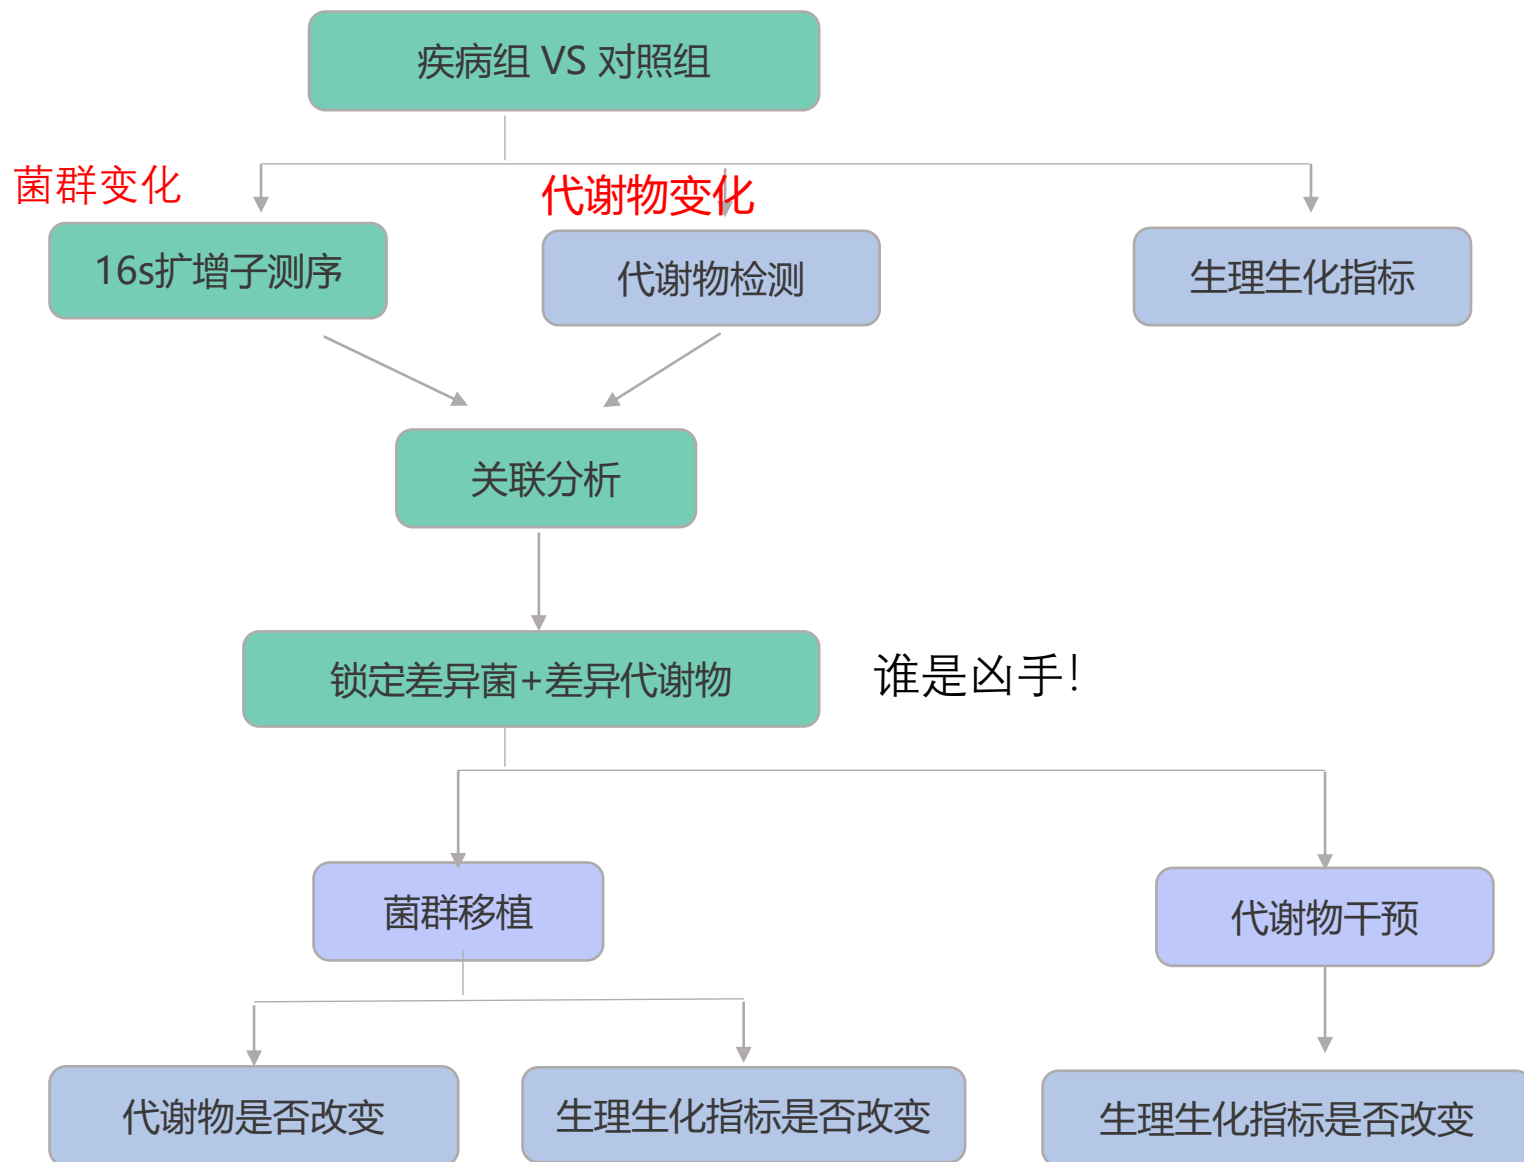 疾病组 VS 对照组
菌群变化
代谢物变化
16s扩增子测序
代谢物检测
生理生化指标
关联分析
锁定差异菌+差异代谢物
谁是凶手!
菌群移植
代谢物干预
代谢物是否改变
生理生化指标是否改变
生理生化指标是否改变